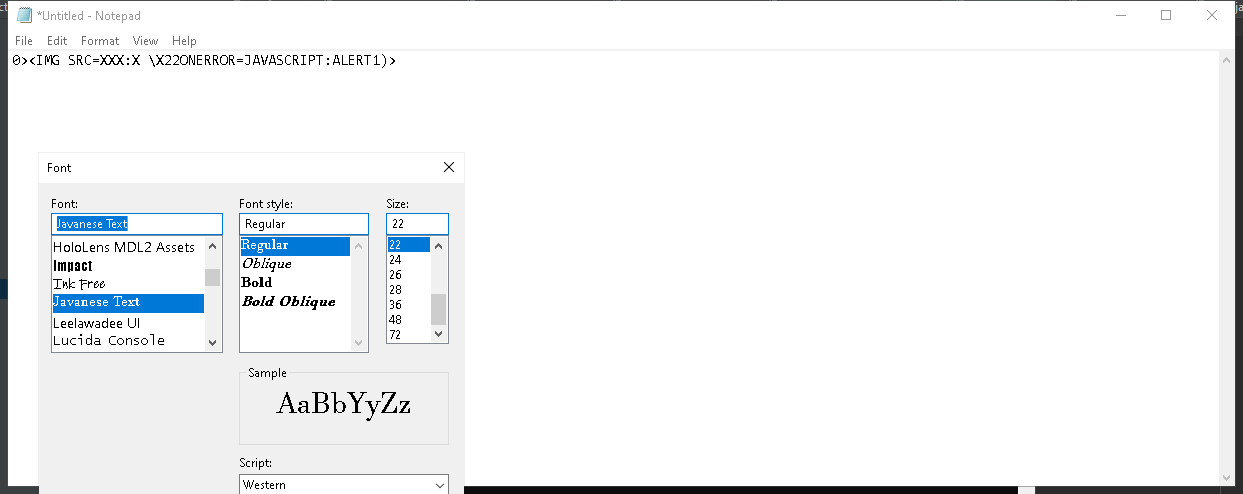 *Untitled - Notepad
File Edit Format View Help
0><IMG SRC=XXX:X \X22ONERROR=JAVASCRIPT:ALERT1)>
Font
Font: Font style: Size:
Javanese Text Regular 22
HoloLens MDL2 Assets Regular 22
Impact Oblique 24
Ink Free Bold 26
Javanese Text Bold Oblique 28
Leelawadee UI 36
Lucida Console 48
72
Sample
AaBbYyZz
Script:
Western